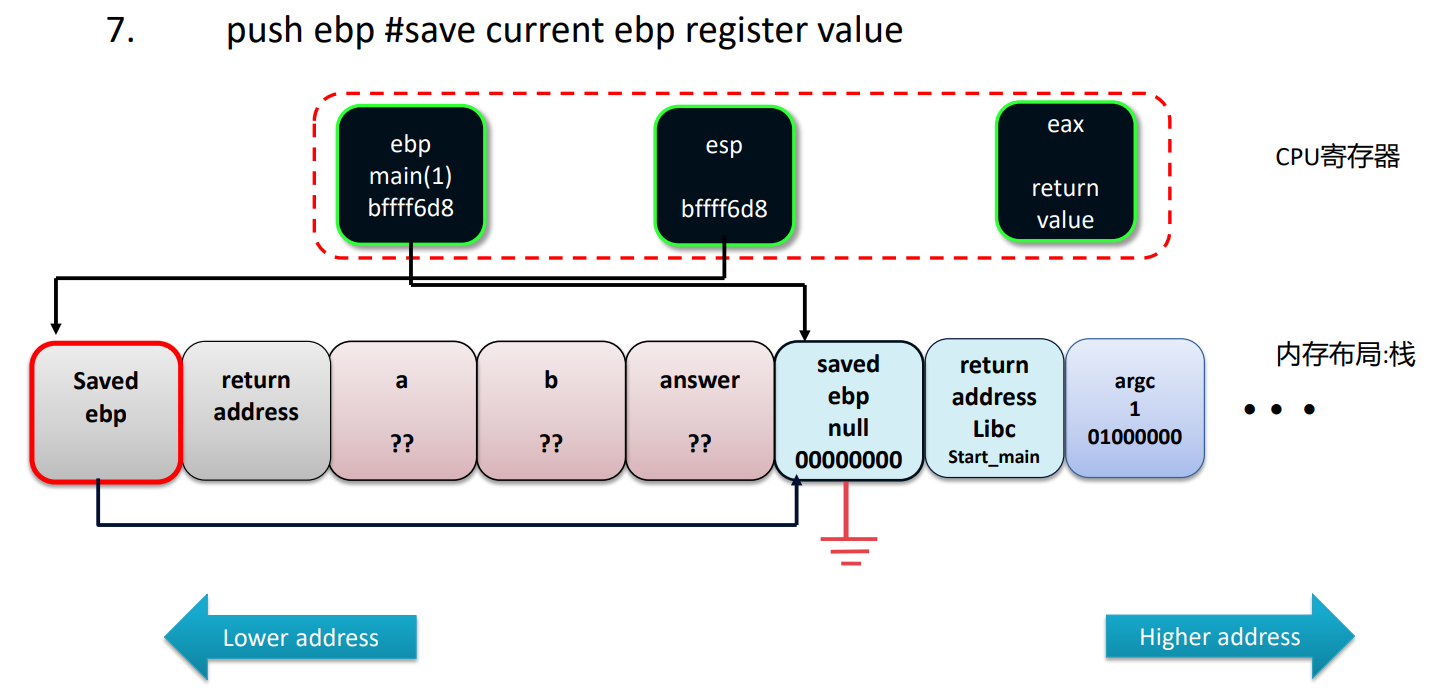 7. push ebp #save current ebp register value
ebp
main(1)
bffff6d8
esp
bffff6d8
eax
return
value
CPU寄存器
内存布局:栈
Saved
ebp
return
address
a
??
b
??
answer
??
saved
ebp
null
00000000
return
address
Libc
Start_main
argc
1
01000000
• • •
Lower address
Higher address